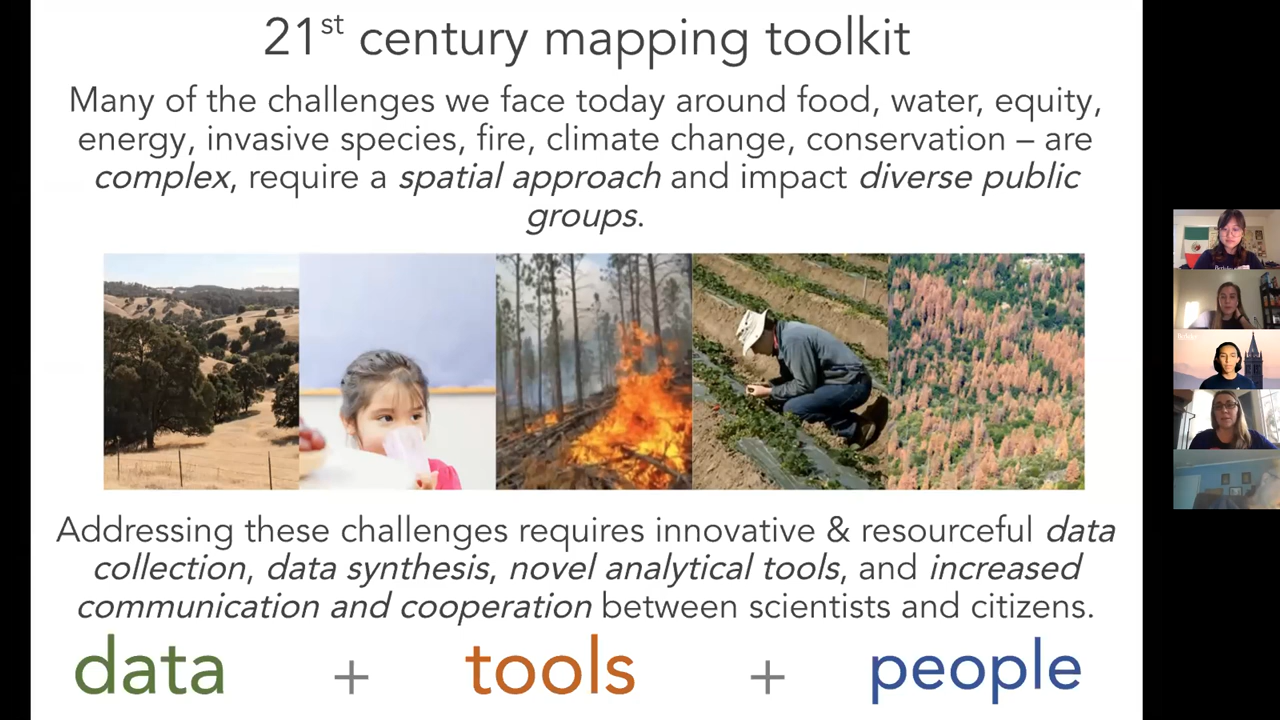 21st century mapping toolkit
Many of the challenges we face today around food, water, equity,
energy, invasive species, fire, climate change, conservation – are
complex, require a spatial approach and impact diverse public
groups.
Addressing these challenges requires innovative & resourceful data
collection, data synthesis, novel analytical tools, and increased
communication and cooperation between scientists and citizens.
data + tools + people